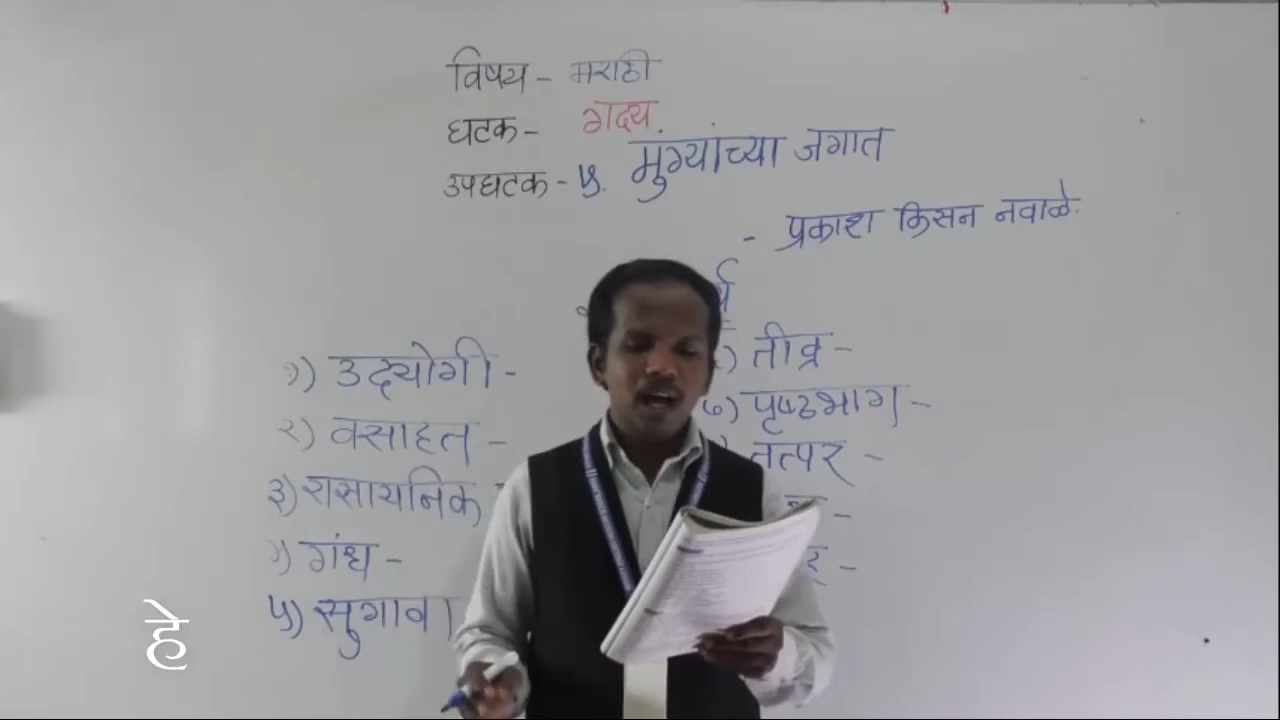 विषय - मराठी
घटक - गद्य
उपघटक - ५. मुंग्यांच्या जगात
- प्रकाश किसन नवाळे.
१) उद्योगी -
२) वसाहत -
३) रासायनिक
४) गंध -
५) सुगावा
) तीव्र -
७) पृष्ठभाग -
) तत्पर -
हे